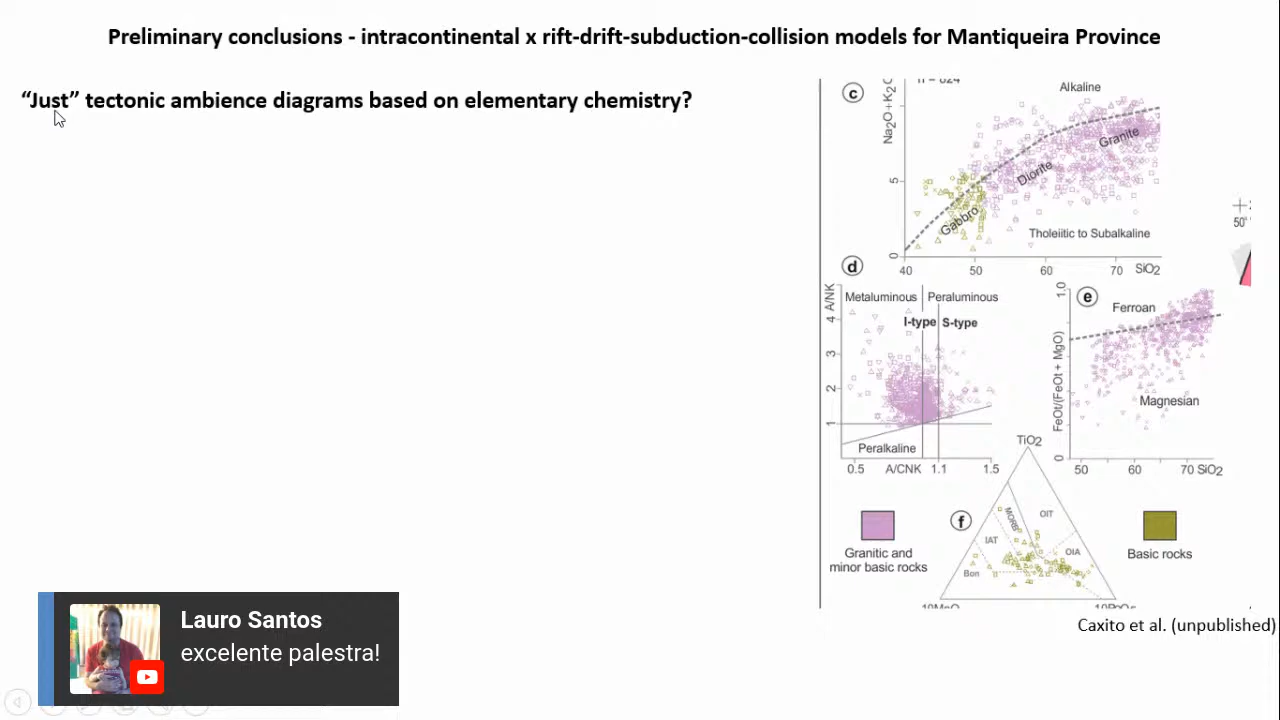 Preliminary conclusions - intracontinental x rift-drift-subduction-collision models for Mantiqueira Province
“Just” tectonic ambience diagrams based on elementary chemistry?
c
Na2O + K2O
Alkaline
Granite
Diorite
Gabbro
Tholeiitic to Subalkaline
5
0
40 50 60 70 SiO2
50°
d
A/NK
Metaluminous Peraluminous
I-type S-type
4
3
2
1
Peralkaline
0.5 A/CNK 1.1 1.5
e
1.0
Ferroan
FeOt/(FeOt + MgO)
Magnesian
0
50 60 70 SiO2
TiO2
f
MORB
OIT
IAT
OIA
Bon
Granitic and
minor basic rocks
Basic rocks
Caxito et al. (unpublished)
Lauro Santos
excelente palestra!